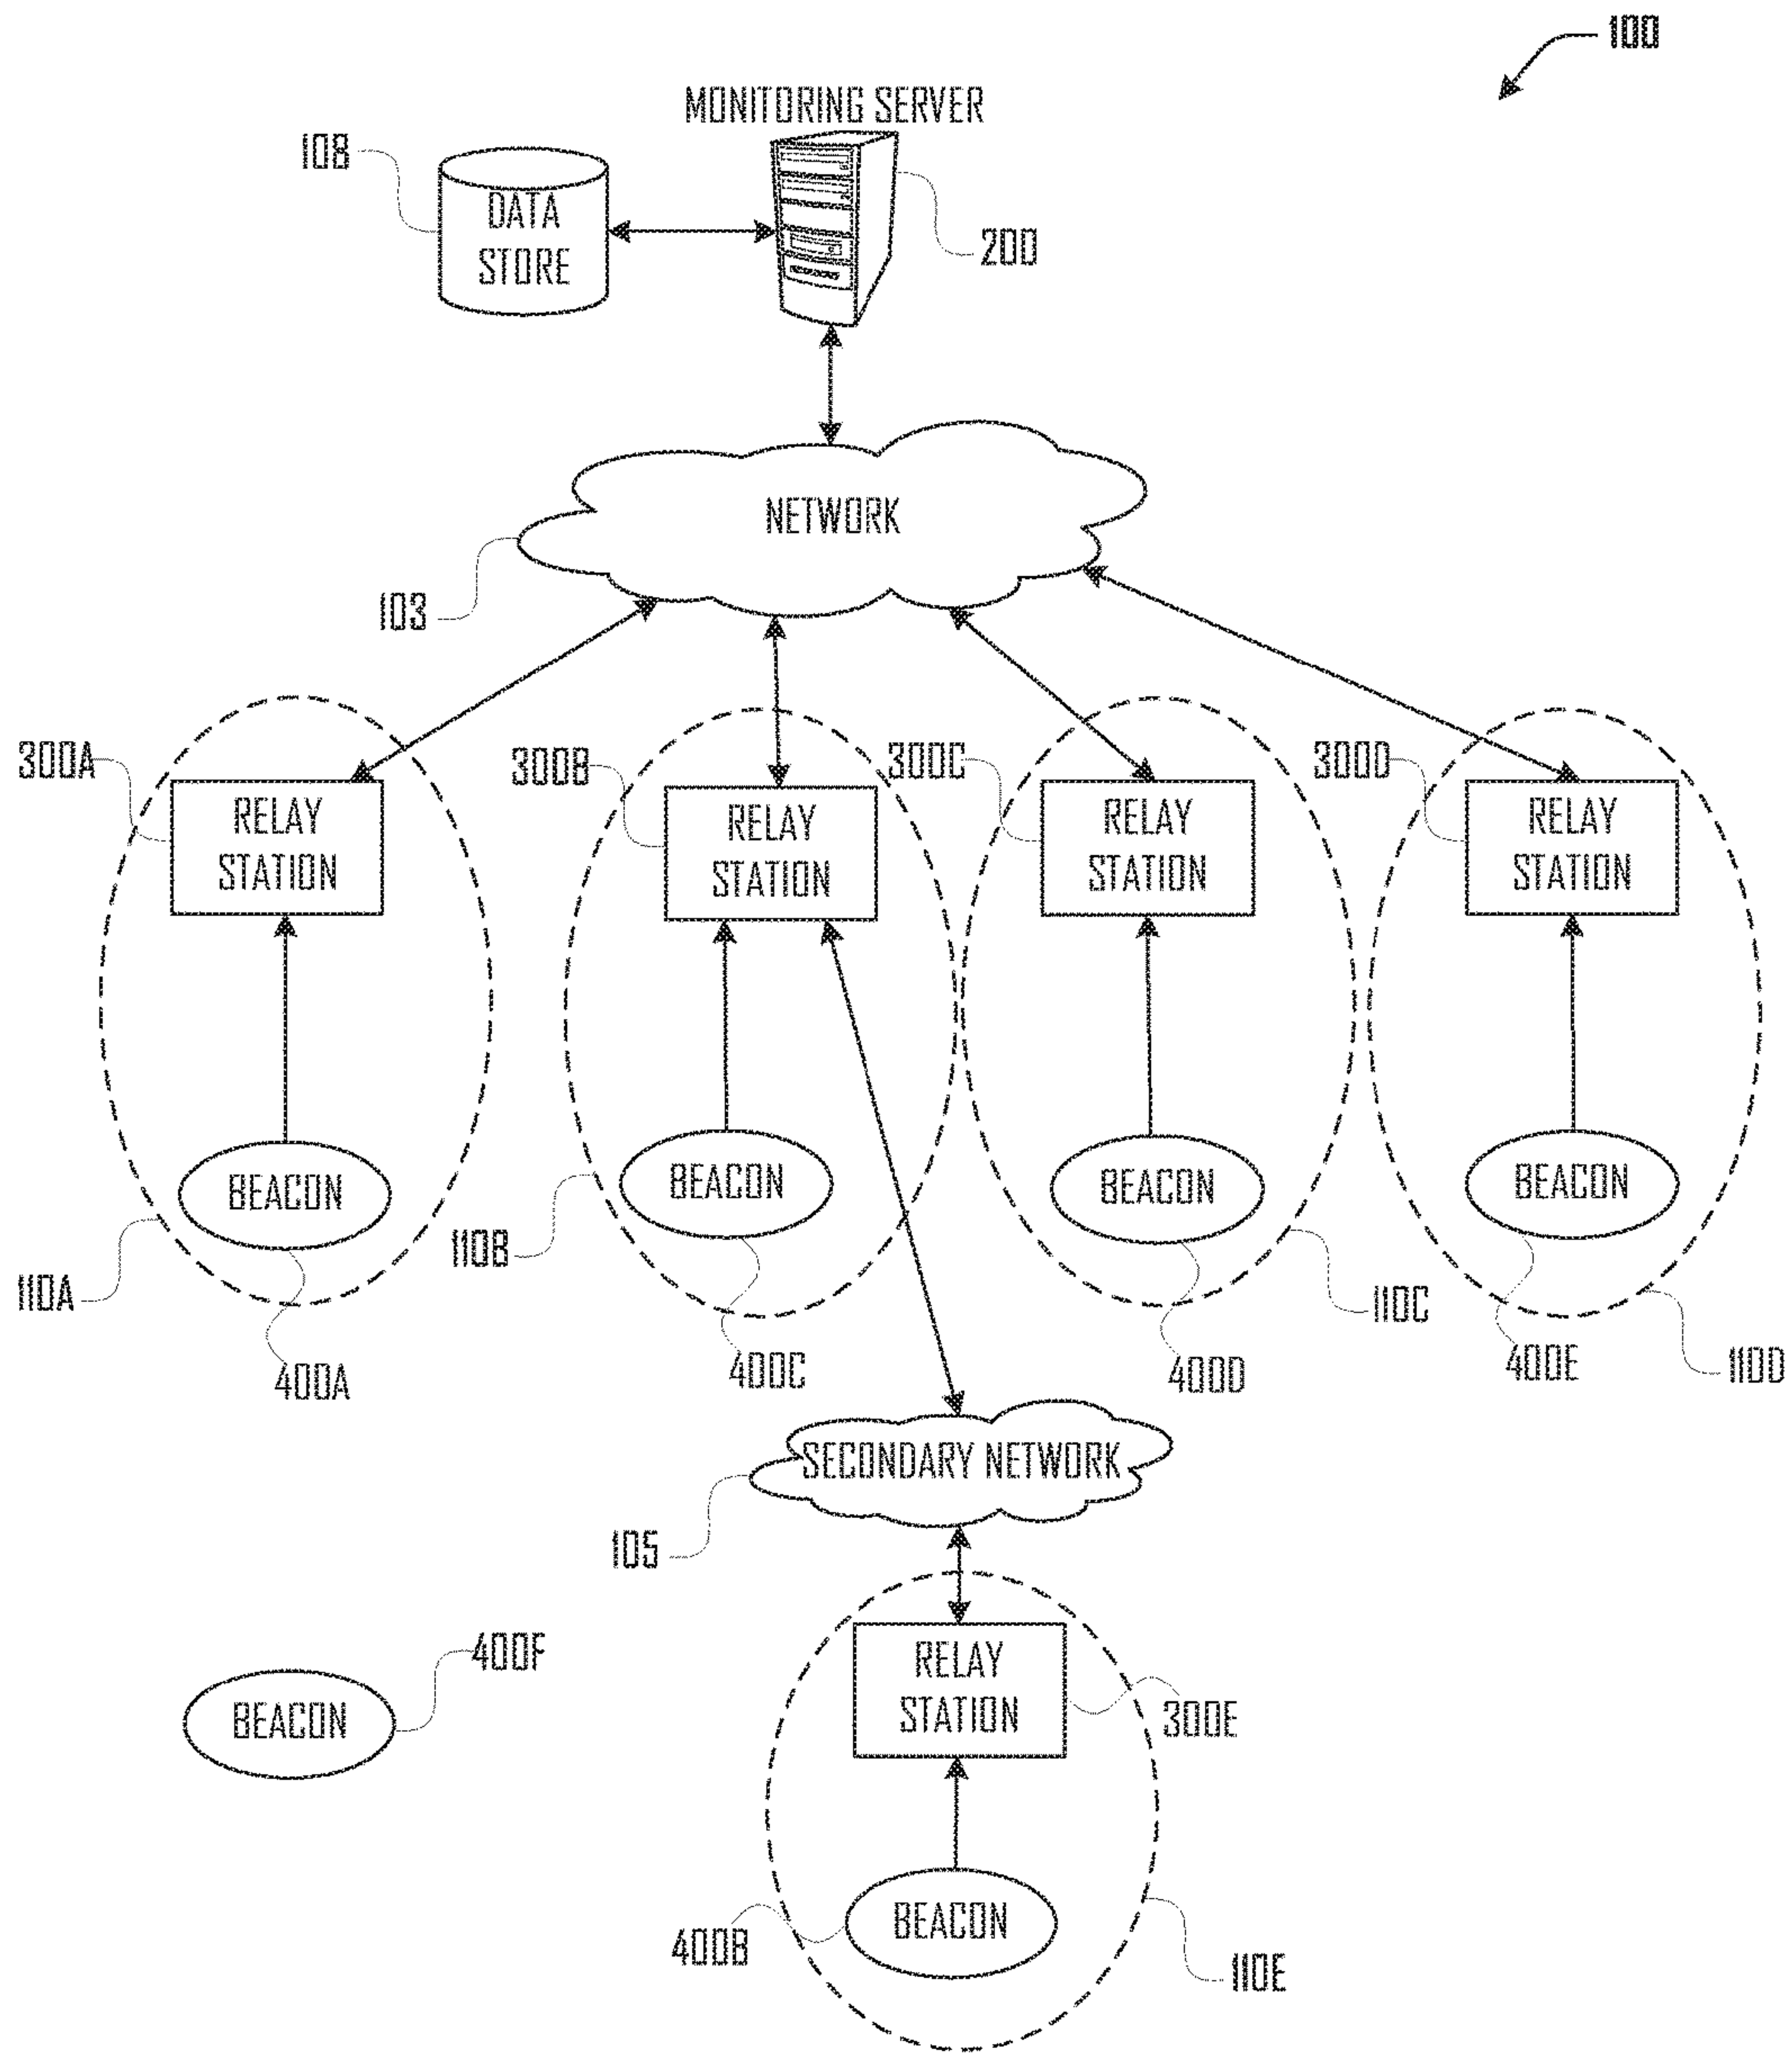 100
MONITORING SERVER
108
DATA
STORE
200
NETWORK
103
300A
300B
300C
300D
RELAY
STATION
RELAY
STATION
RELAY
STATION
RELAY
STATION
BEACON
BEACON
BEACON
BEACON
110A
110B
110C
110D
400A
400C
400D
400E
SECONDARY NETWORK
105
400F
BEACON
RELAY
STATION
300E
400B
BEACON
110E